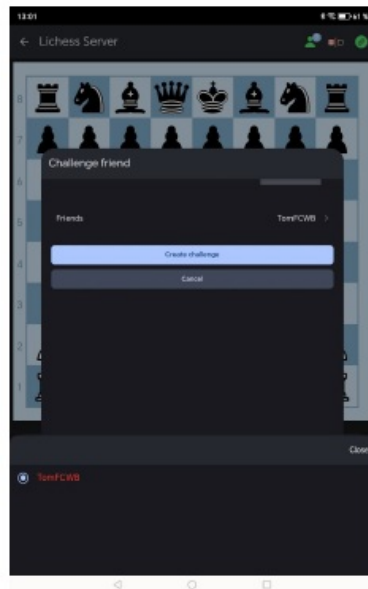 13:01
61 %
Lichess Server
8
7
Challenge friend
6
5
Friends TomFCWB
Create challenge
4
Cancel
3
2
1
Close
TomFCWB